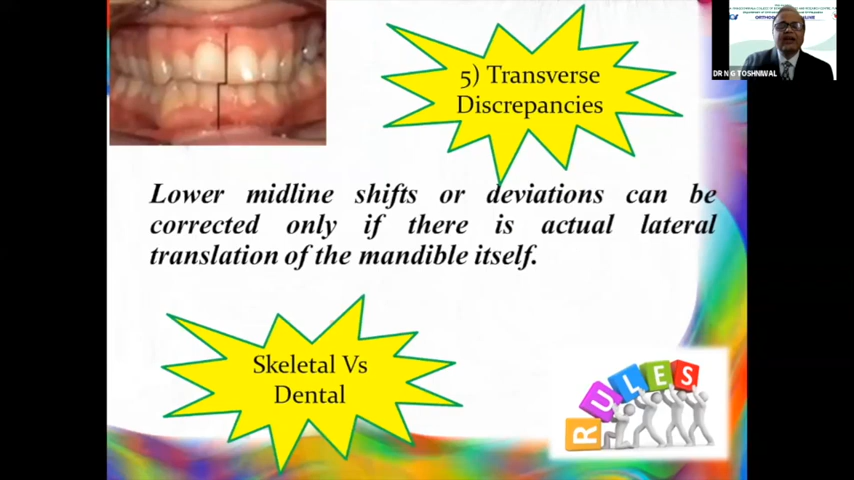 5) Transverse
Discrepancies
DR N G TOSHNIWAL
Lower midline shifts or deviations can be
corrected only if there is actual lateral
translation of the mandible itself.
Skeletal Vs
Dental
RULES